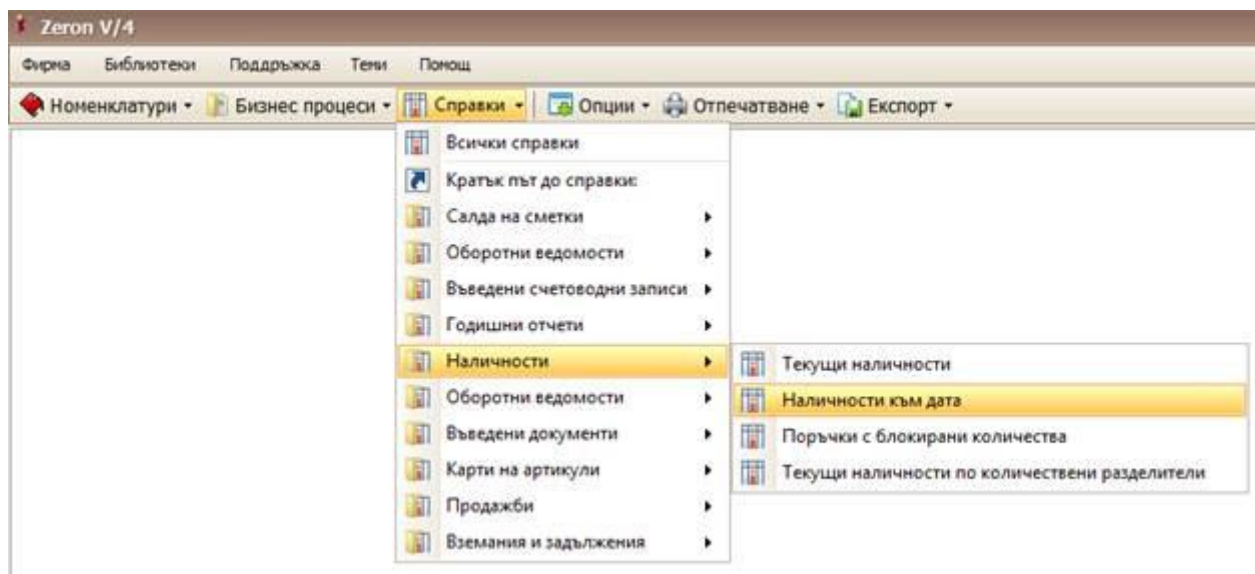 Zeron V/4
Фирма Библиотеки Поддръжка Теми Помощ
Номенклатури Бизнес процеси Справки Опции Отпечатване Експорт
Всички справки
Кратък път до справки:
Салда на сметки
Оборотни ведомости
Въведени счетоводни записи
Годишни отчети
Наличности
Текущи наличности
Оборотни ведомости
Наличности към дата
Въведени документи
Поръчки с блокирани количества
Карти на артикули
Текущи наличности по количествени разделители
Продажби
Вземания и задължения